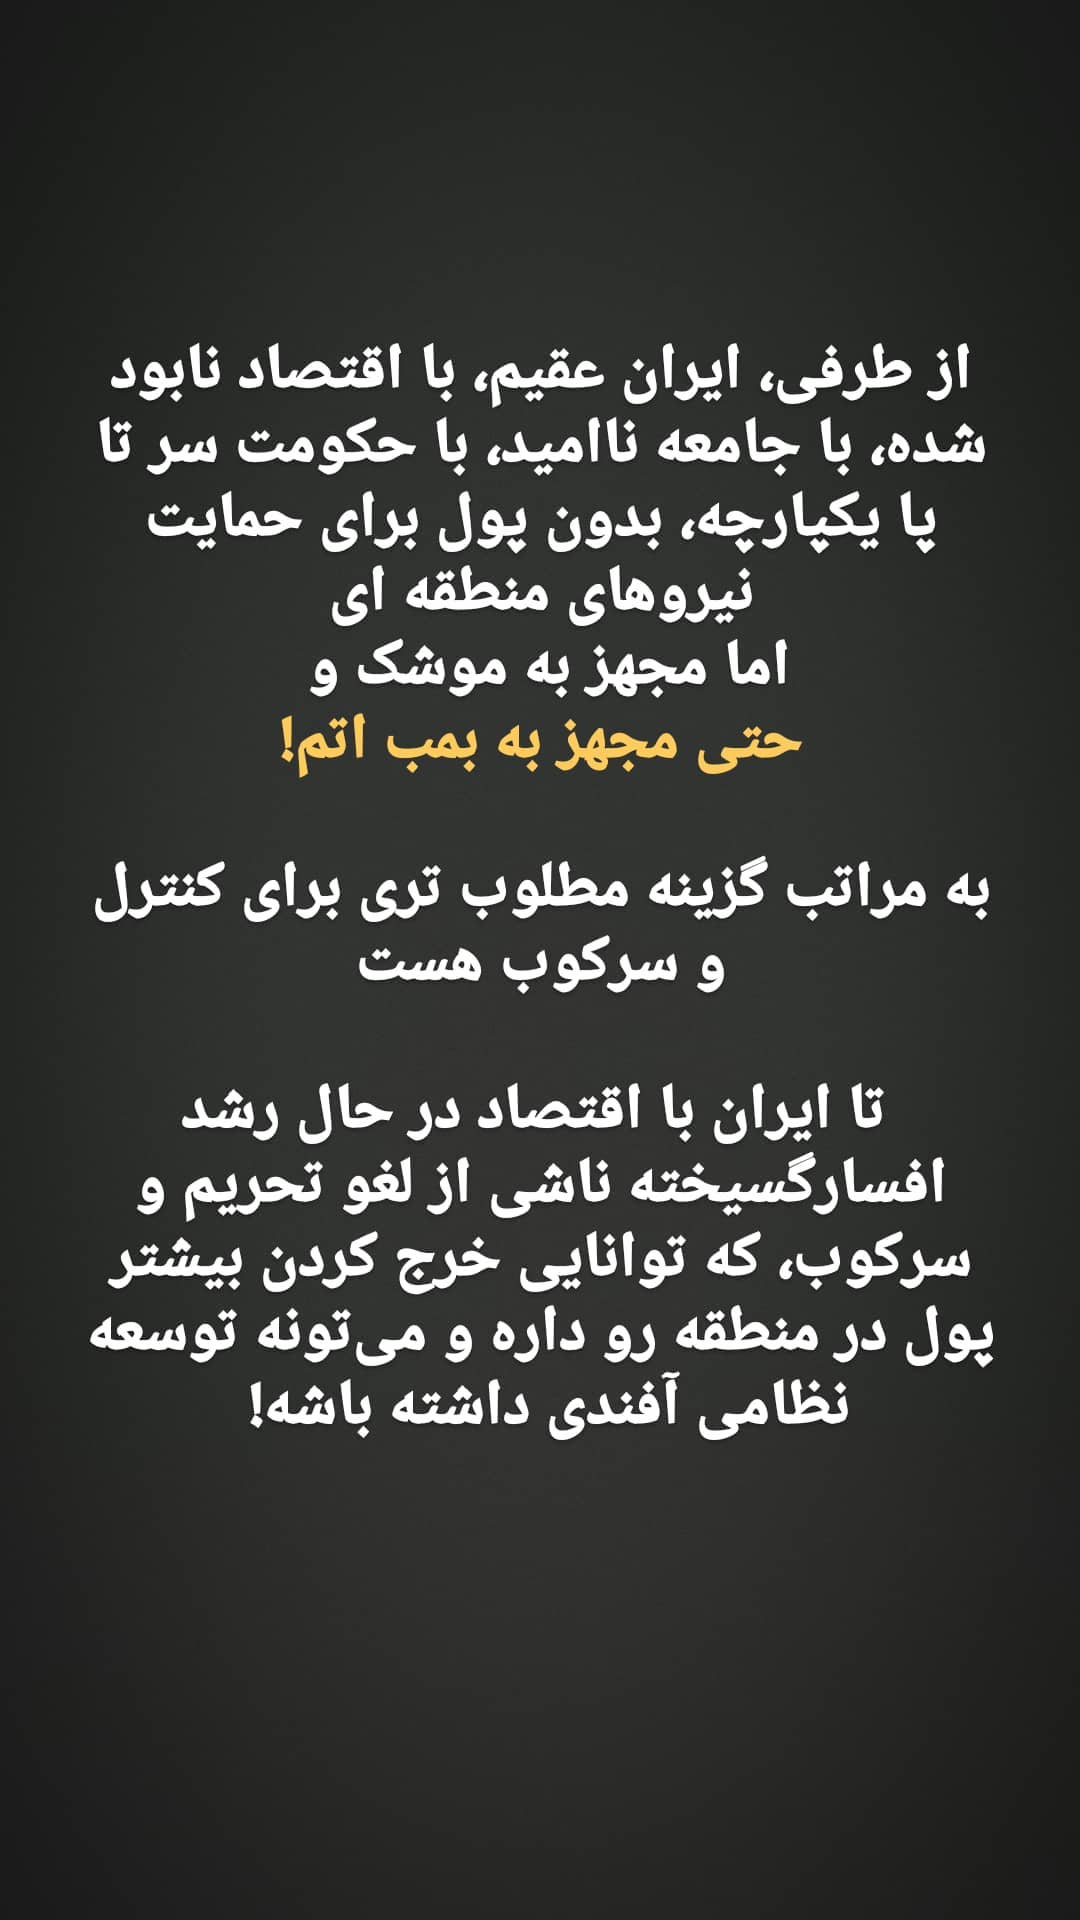 از طرفی، ایران عقیم، با اقتصاد نابود
شده، با جامعه ناامید، با حکومت سر تا
پا یکپارچه، بدون پول برای حمایت
نیروهای منطقه ای
اما مجهز به موشک و
حتی مجهز به بمب اتم!
به مراتب گزینه مطلوب تری برای کنترل
و سرکوب هست
تا ایران با اقتصاد در حال رشد
افسارگسیخته ناشی از لغو تحریم و
سرکوب، که توانایی خرج کردن بیشتر
پول در منطقه رو داره و می‌تونه توسعه
نظامی آفندی داشته باشه!